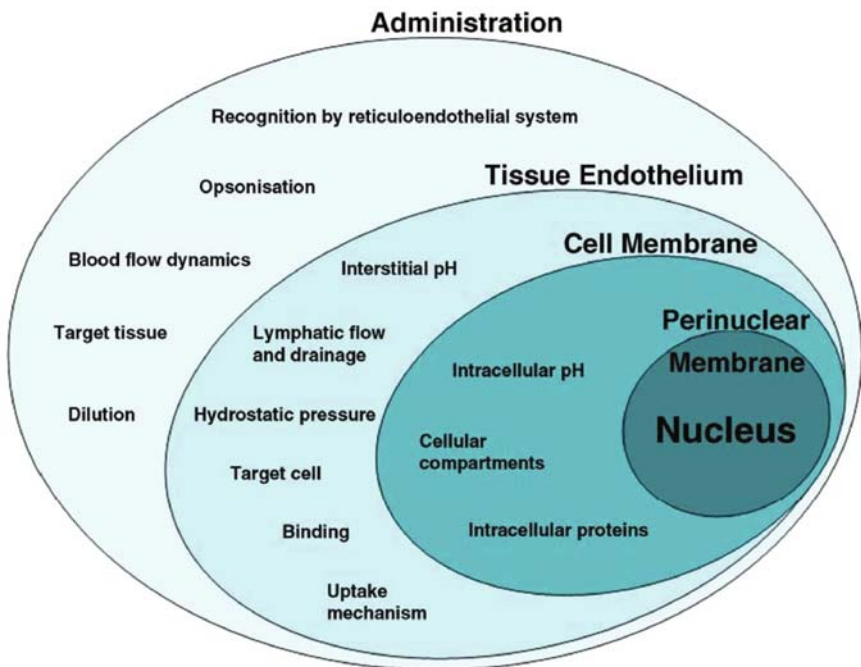 Administration
Recognition by reticuloendothelial system
Opsonisation
Tissue Endothelium
Cell Membrane
Blood flow dynamics
Interstitial pH
Target tissue
Lymphatic flow
and drainage
Perinuclear
Membrane
Intracellular pH
Dilution
Hydrostatic pressure
Nucleus
Cellular
compartments
Target cell
Binding
Intracellular proteins
Uptake
mechanism